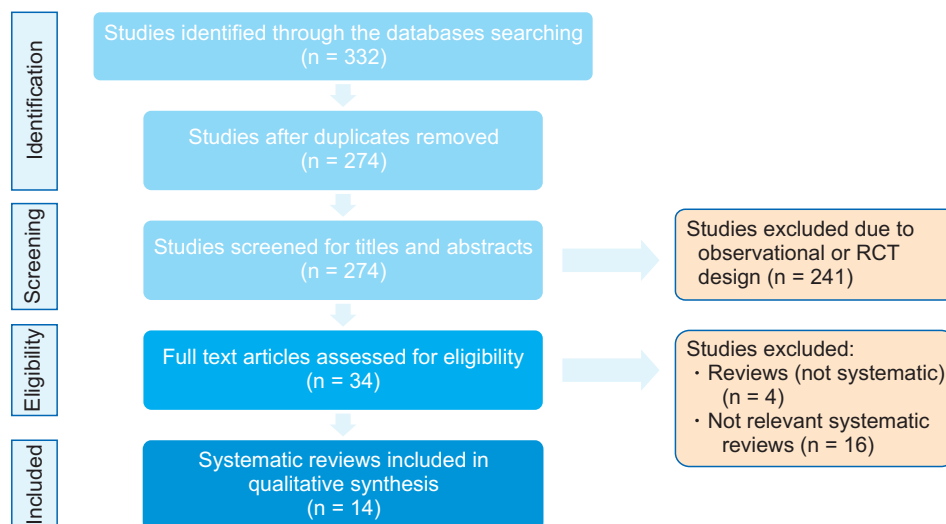 Identification
Studies identified through the databases searching
(n = 332)
Studies after duplicates removed
(n = 274)
Screening
Studies screened for titles and abstracts
(n = 274)
Studies excluded due to
observational or RCT
design (n = 241)
Eligibility
Full text articles assessed for eligibility
(n = 34)
Studies excluded:
· Reviews (not systematic)
(n = 4)
· Not relevant systematic
reviews (n = 16)
Included
Systematic reviews included in
qualitative synthesis
(n = 14)